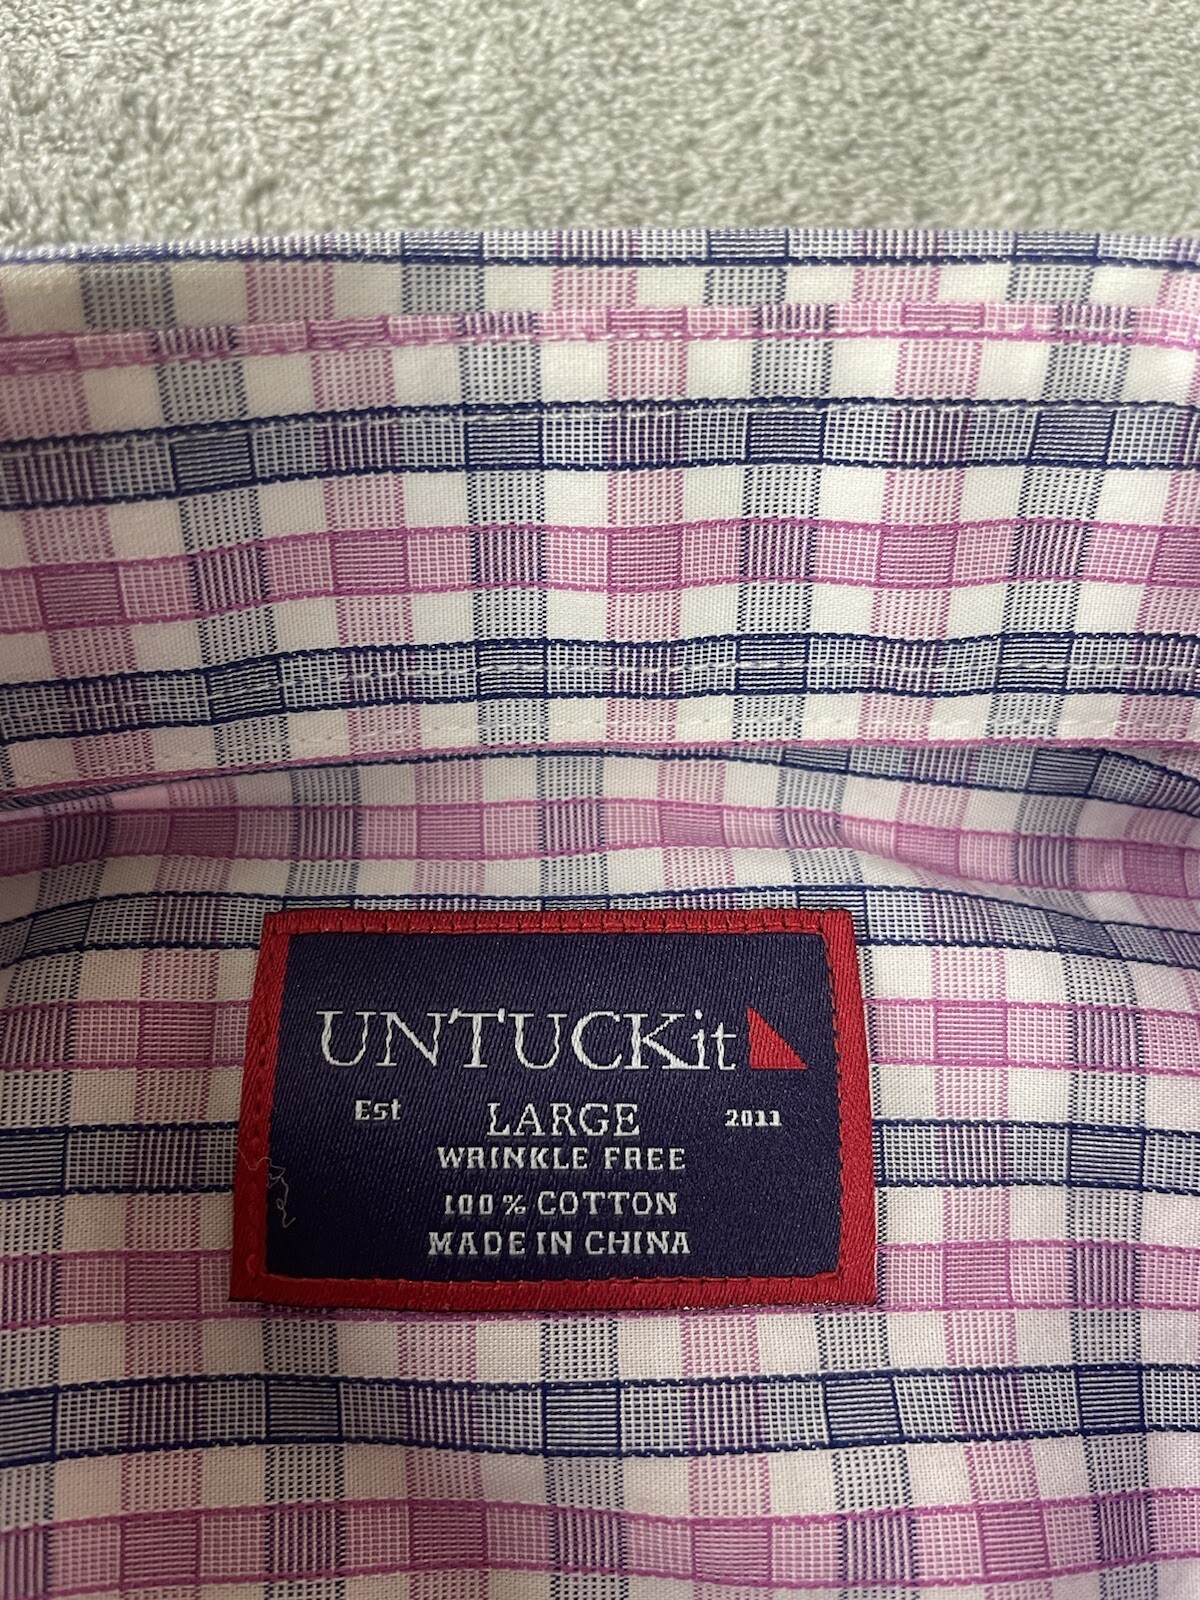 UNTUCKit
Est LARGE 2011
WRINKLE FREE
100% COTTON
MADE IN CHINA